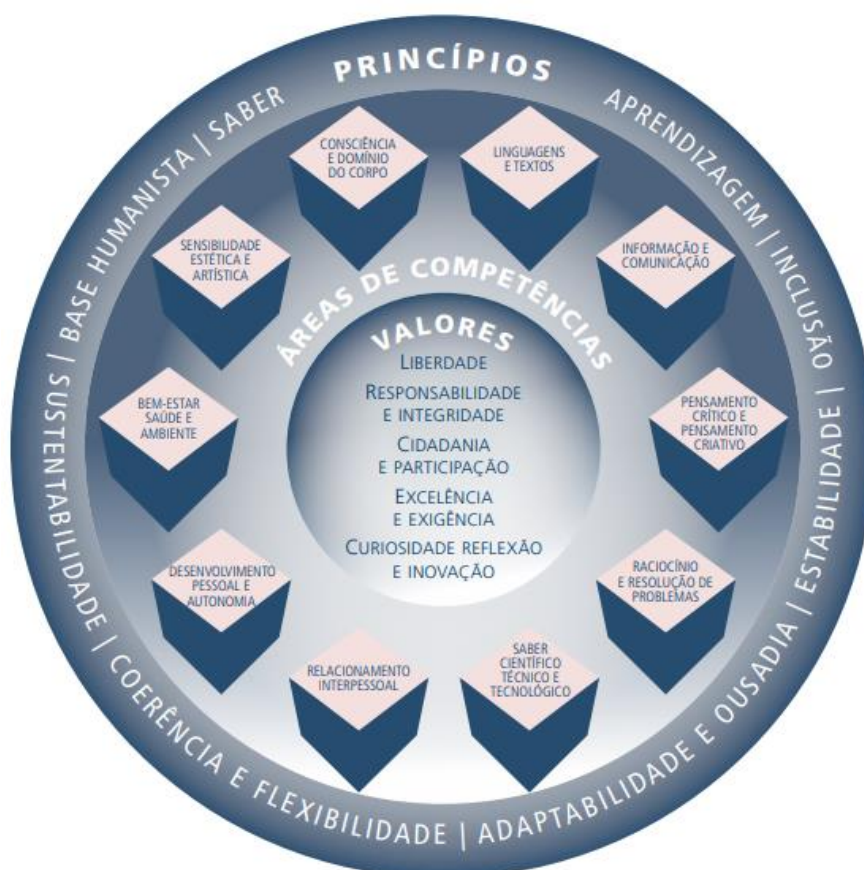 PRINCÍPIOS
BASE HUMANISTA | SABER
APRENDIZAGEM | INCLUSÃO |
ESTABILIDADE |
ADAPTABILIDADE E OUSADIA |
COERÊNCIA E FLEXIBILIDADE |
SUSTENTABILIDADE |
CONSCIÊNCIA
E DOMÍNIO
DO CORPO
LINGUAGENS
E TEXTOS
SENSIBILIDADE
ESTÉTICA E
ARTÍSTICA
INFORMAÇÃO E
COMUNICAÇÃO
ÁREAS DE COMPETÊNCIAS
VALORES
LIBERDADE
RESPONSABILIDADE
E INTEGRIDADE
CIDADANIA
E PARTICIPAÇÃO
EXCELÊNCIA
E EXIGÊNCIA
CURIOSIDADE REFLEXÃO
E INOVAÇÃO
BEM-ESTAR
SAÚDE E
AMBIENTE
PENSAMENTO
CRÍTICO E
PENSAMENTO
CRIATIVO
DESENVOLVIMENTO
PESSOAL E
AUTONOMIA
RACIOCÍNIO
E RESOLUÇÃO DE
PROBLEMAS
RELACIONAMENTO
INTERPESSOAL
SABER
CIENTÍFICO
TÉCNICO E
TECNOLÓGICO